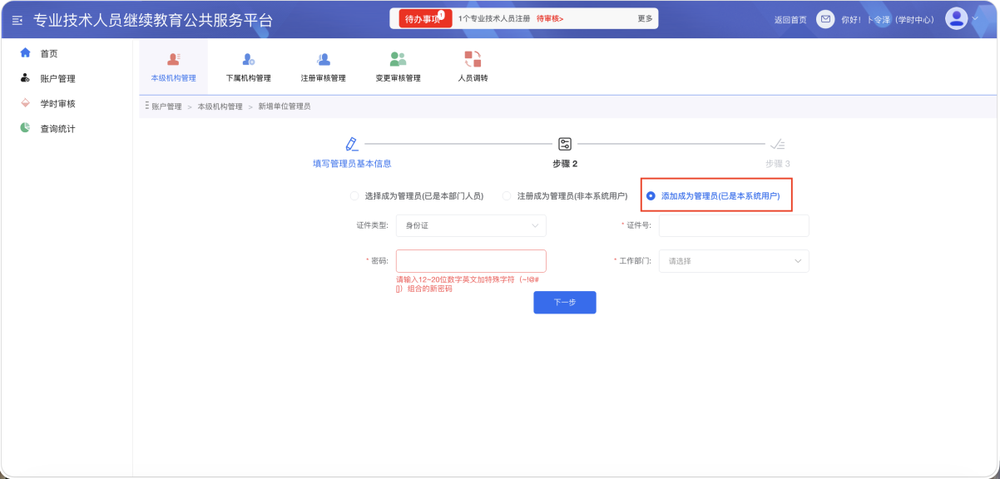 专业技术人员继续教育公共服务平台
待办事项 1 1个专业技术人员注册 待审核> 更多
返回首页 你好！卜令泽（学时中心）
首页
账户管理
学时审核
查询统计
本级机构管理 下属机构管理 注册审核管理 变更审核管理 人员调转
账户管理 > 本级机构管理 > 新增单位管理员
填写管理员基本信息 步骤 2 步骤 3
选择成为管理员(已是本部门人员) 注册成为管理员(非本系统用户) 添加成为管理员(已是本系统用户)
证件类型: 身份证 * 证件号:
* 密码: * 工作部门: 请选择
请输入12~20位数字英文加特殊字符（~!@#
[]）组合的新密码
下一步